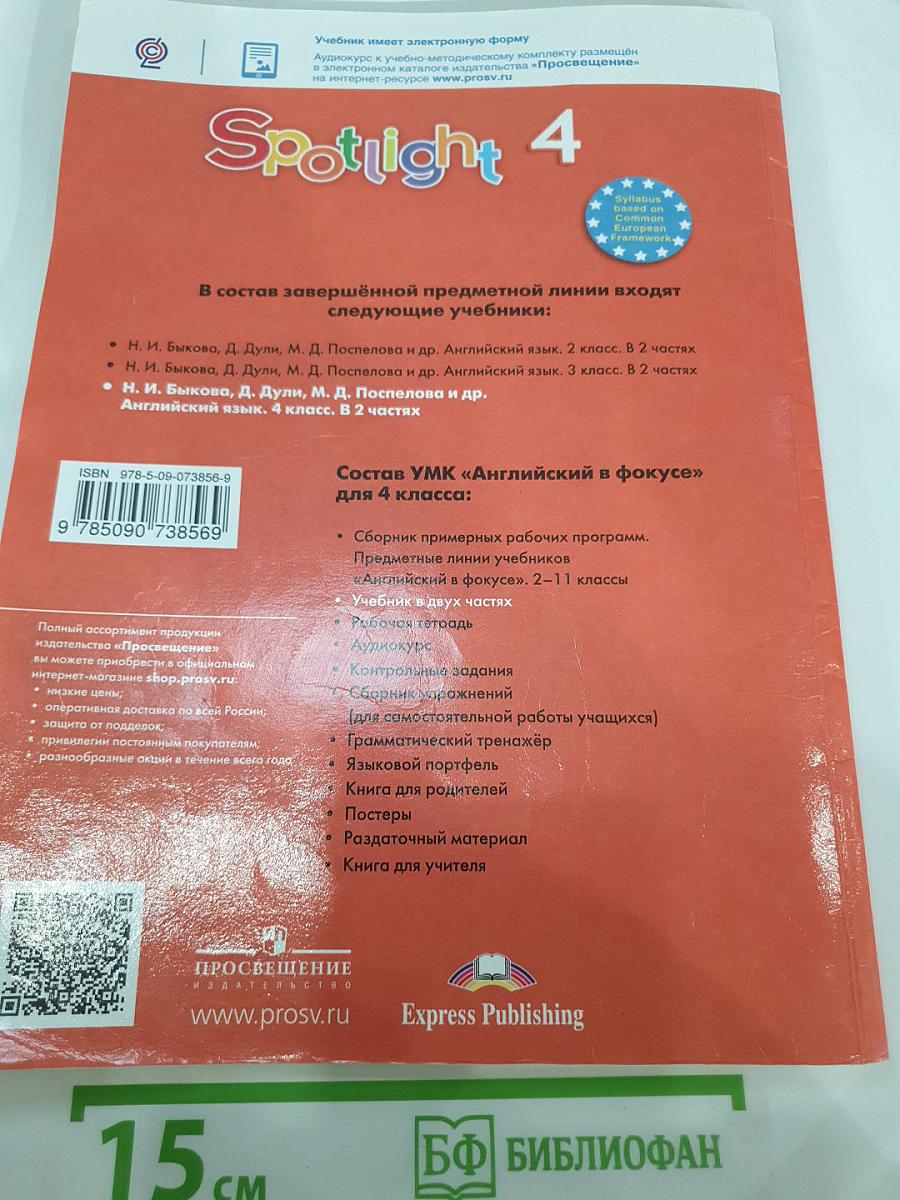 Учебник имеет электронную форму
Аудиокурс к учебно-методическому комплекту размещён
в электронном каталоге издательства «Просвещение»
на интернет-ресурсе www.prosv.ru
Spotlight 4
Syllabus
based on
Common
European
Framework
В состав завершённой предметной линии входят
следующие учебники:
• Н. И. Быкова, Д. Дули, М. Д. Поспелова и др. Английский язык. 2 класс. В 2 частях
• Н. И. Быкова, Д. Дули, М. Д. Поспелова и др. Английский язык. 3 класс. В 2 частях
• Н. И. Быкова, Д. Дули, М. Д. Поспелова и др.
Английский язык. 4 класс. В 2 частях
ISBN 978-5-09-073856-9
9 785090 738569
Состав УМК «Английский в фокусе»
для 4 класса:
• Сборник примерных рабочих программ.
Предметные линии учебников
«Английский в фокусе». 2–11 классы
• Учебник в двух частях
• Рабочая тетрадь
• Аудиокурс
• Контрольные задания
• Сборник упражнений
(для самостоятельной работы учащихся)
• Грамматический тренажёр
• Языковой портфель
• Книга для родителей
• Постеры
• Раздаточный материал
• Книга для учителя
Полный ассортимент продукции
издательства «Просвещение»
вы можете приобрести в официальном
интернет-магазине shop.prosv.ru:
• низкие цены;
• оперативная доставка по всей России;
• защита от подделок;
• привилегии постоянным покупателям;
• разнообразные акции в течение всего года
ПРОСВЕЩЕНИЕ
ИЗДАТЕЛЬСТВО
www.prosv.ru
Express Publishing
15 см
БФ БИБЛИОФАН